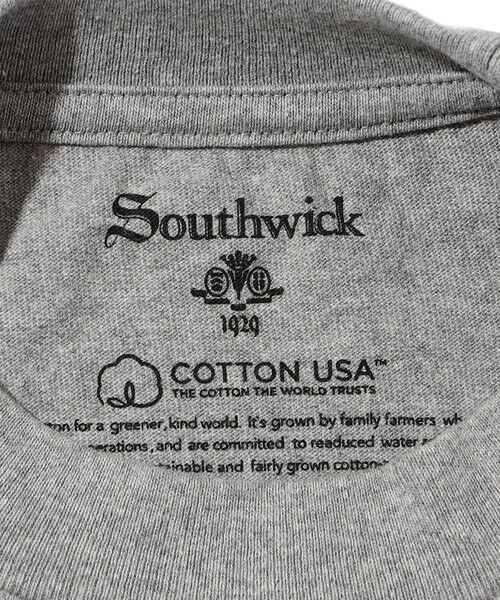 Southwick
1929
COTTON USA™
THE COTTON THE WORLD TRUSTS
for a greener, kind world. It's grown by family farmers
and are committed to readuced water
and fairly grown cotton